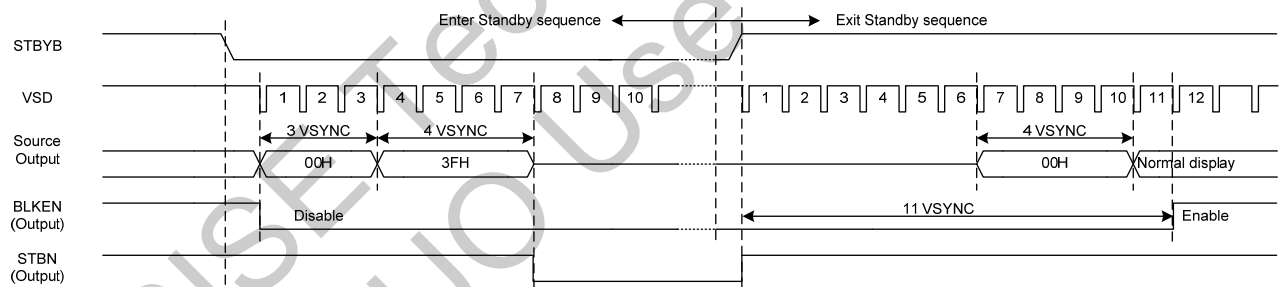 Enter Standby sequence Exit Standby sequence
STBYB
VSD 1 2 3 4 5 6 7 8 9 10 1 2 3 4 5 6 7 8 9 10 11 12
3 VSYNC 4 VSYNC 4 VSYNC
Source
Output
00H 3FH 00H Normal display
BLKEN
(Output)
Disable 11 VSYNC Enable
STBN
(Output)